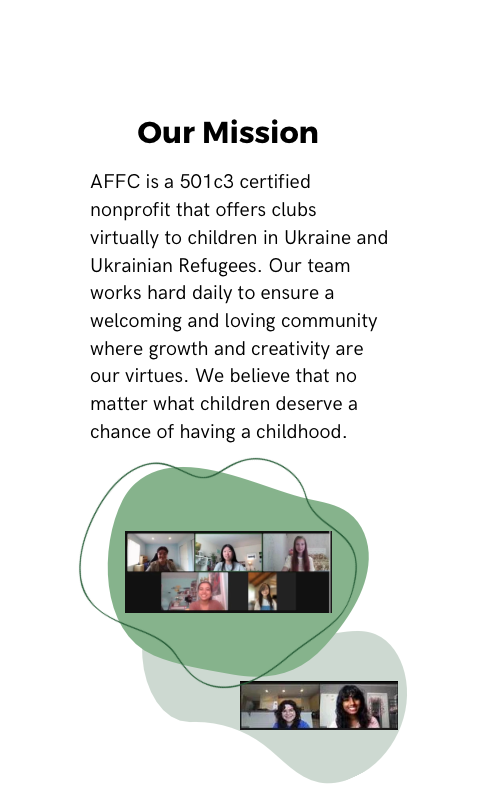 Our Mission
AFFC is a 501c3 certified
nonprofit that offers clubs
virtually to children in Ukraine and
Ukrainian Refugees. Our team
works hard daily to ensure a
welcoming and loving community
where growth and creativity are
our virtues. We believe that no
matter what children deserve a
chance of having a childhood.